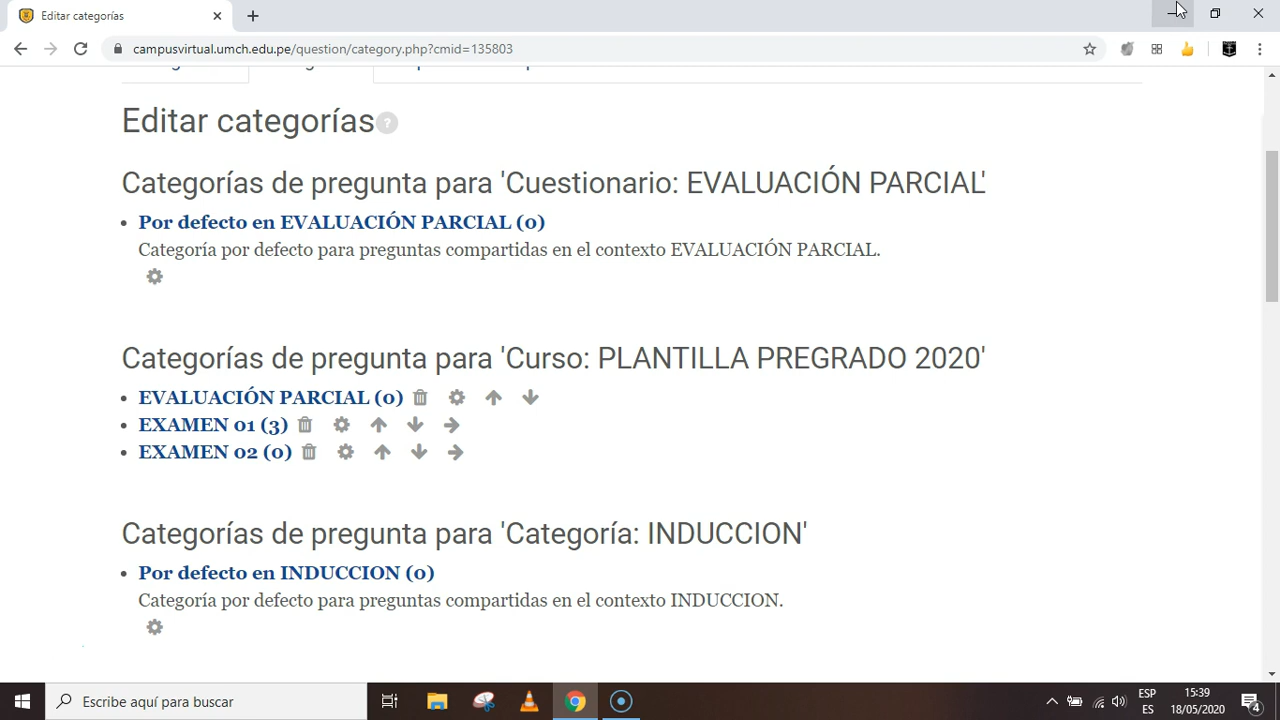 Editar categorías
campusvirtual.umch.edu.pe/question/category.php?cmid=135803
Editar categorías
Categorías de pregunta para 'Cuestionario: EVALUACIÓN PARCIAL'
Por defecto en EVALUACIÓN PARCIAL (0)
Categoría por defecto para preguntas compartidas en el contexto EVALUACIÓN PARCIAL.
Categorías de pregunta para 'Curso: PLANTILLA PREGRADO 2020'
EVALUACIÓN PARCIAL (0)
EXAMEN 01 (3)
EXAMEN 02 (0)
Categorías de pregunta para 'Categoría: INDUCCION'
Por defecto en INDUCCION (0)
Categoría por defecto para preguntas compartidas en el contexto INDUCCION.
Escribe aquí para buscar
ESP
ES
15:39
18/05/2020
4